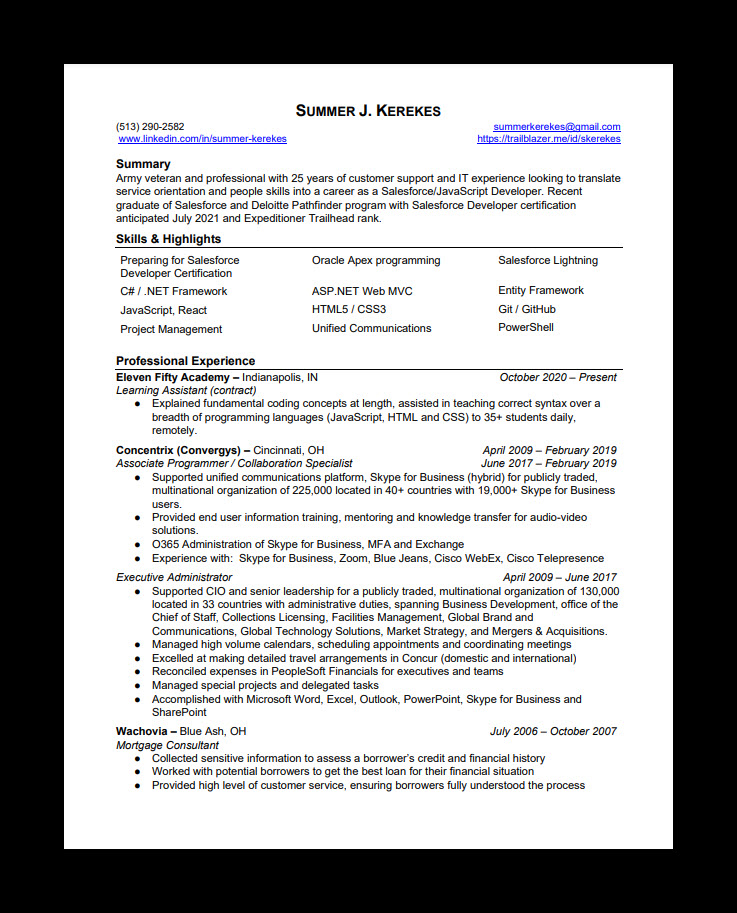 SUMMER J. KEREKES
(513) 290-2582 summerkerekes@gmail.com
www.linkedin.com/in/summer-kerekes https://trailblazer.me/id/skerekes
Summary
Army veteran and professional with 25 years of customer support and IT experience looking to translate
service orientation and people skills into a career as a Salesforce/JavaScript Developer. Recent
graduate of Salesforce and Deloitte Pathfinder program with Salesforce Developer certification
anticipated July 2021 and Expeditioner Trailhead rank.
Skills & Highlights
Preparing for Salesforce Oracle Apex programming Salesforce Lightning
Developer Certification
C# / .NET Framework ASP.NET Web MVC Entity Framework
JavaScript, React HTML5 / CSS3 Git / GitHub
Project Management Unified Communications PowerShell
Professional Experience
Eleven Fifty Academy – Indianapolis, IN October 2020 – Present
Learning Assistant (contract)
● Explained fundamental coding concepts at length, assisted in teaching correct syntax over a
breadth of programming languages (JavaScript, HTML and CSS) to 35+ students daily,
remotely.
Concentrix (Convergys) – Cincinnati, OH April 2009 – February 2019
Associate Programmer / Collaboration Specialist June 2017 – February 2019
● Supported unified communications platform, Skype for Business (hybrid) for publicly traded,
multinational organization of 225,000 located in 40+ countries with 19,000+ Skype for Business
users.
● Provided end user information training, mentoring and knowledge transfer for audio-video
solutions.
● O365 Administration of Skype for Business, MFA and Exchange
● Experience with: Skype for Business, Zoom, Blue Jeans, Cisco WebEx, Cisco Telepresence
Executive Administrator April 2009 – June 2017
● Supported CIO and senior leadership for a publicly traded, multinational organization of 130,000
located in 33 countries with administrative duties, spanning Business Development, office of the
Chief of Staff, Collections Licensing, Facilities Management, Global Brand and
Communications, Global Technology Solutions, Market Strategy, and Mergers & Acquisitions.
● Managed high volume calendars, scheduling appointments and coordinating meetings
● Excelled at making detailed travel arrangements in Concur (domestic and international)
● Reconciled expenses in PeopleSoft Financials for executives and teams
● Managed special projects and delegated tasks
● Accomplished with Microsoft Word, Excel, Outlook, PowerPoint, Skype for Business and
SharePoint
Wachovia – Blue Ash, OH July 2006 – October 2007
Mortgage Consultant
● Collected sensitive information to assess a borrower’s credit and financial history
● Worked with potential borrowers to get the best loan for their financial situation
● Provided high level of customer service, ensuring borrowers fully understood the process